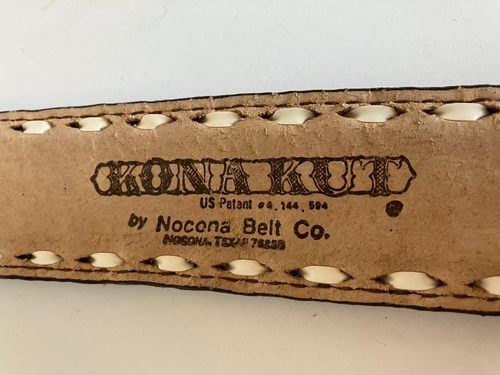 KONA KUT
US Patent #4,144,594
by Nocona Belt Co.
NOCONA, TEXAS 76255
®